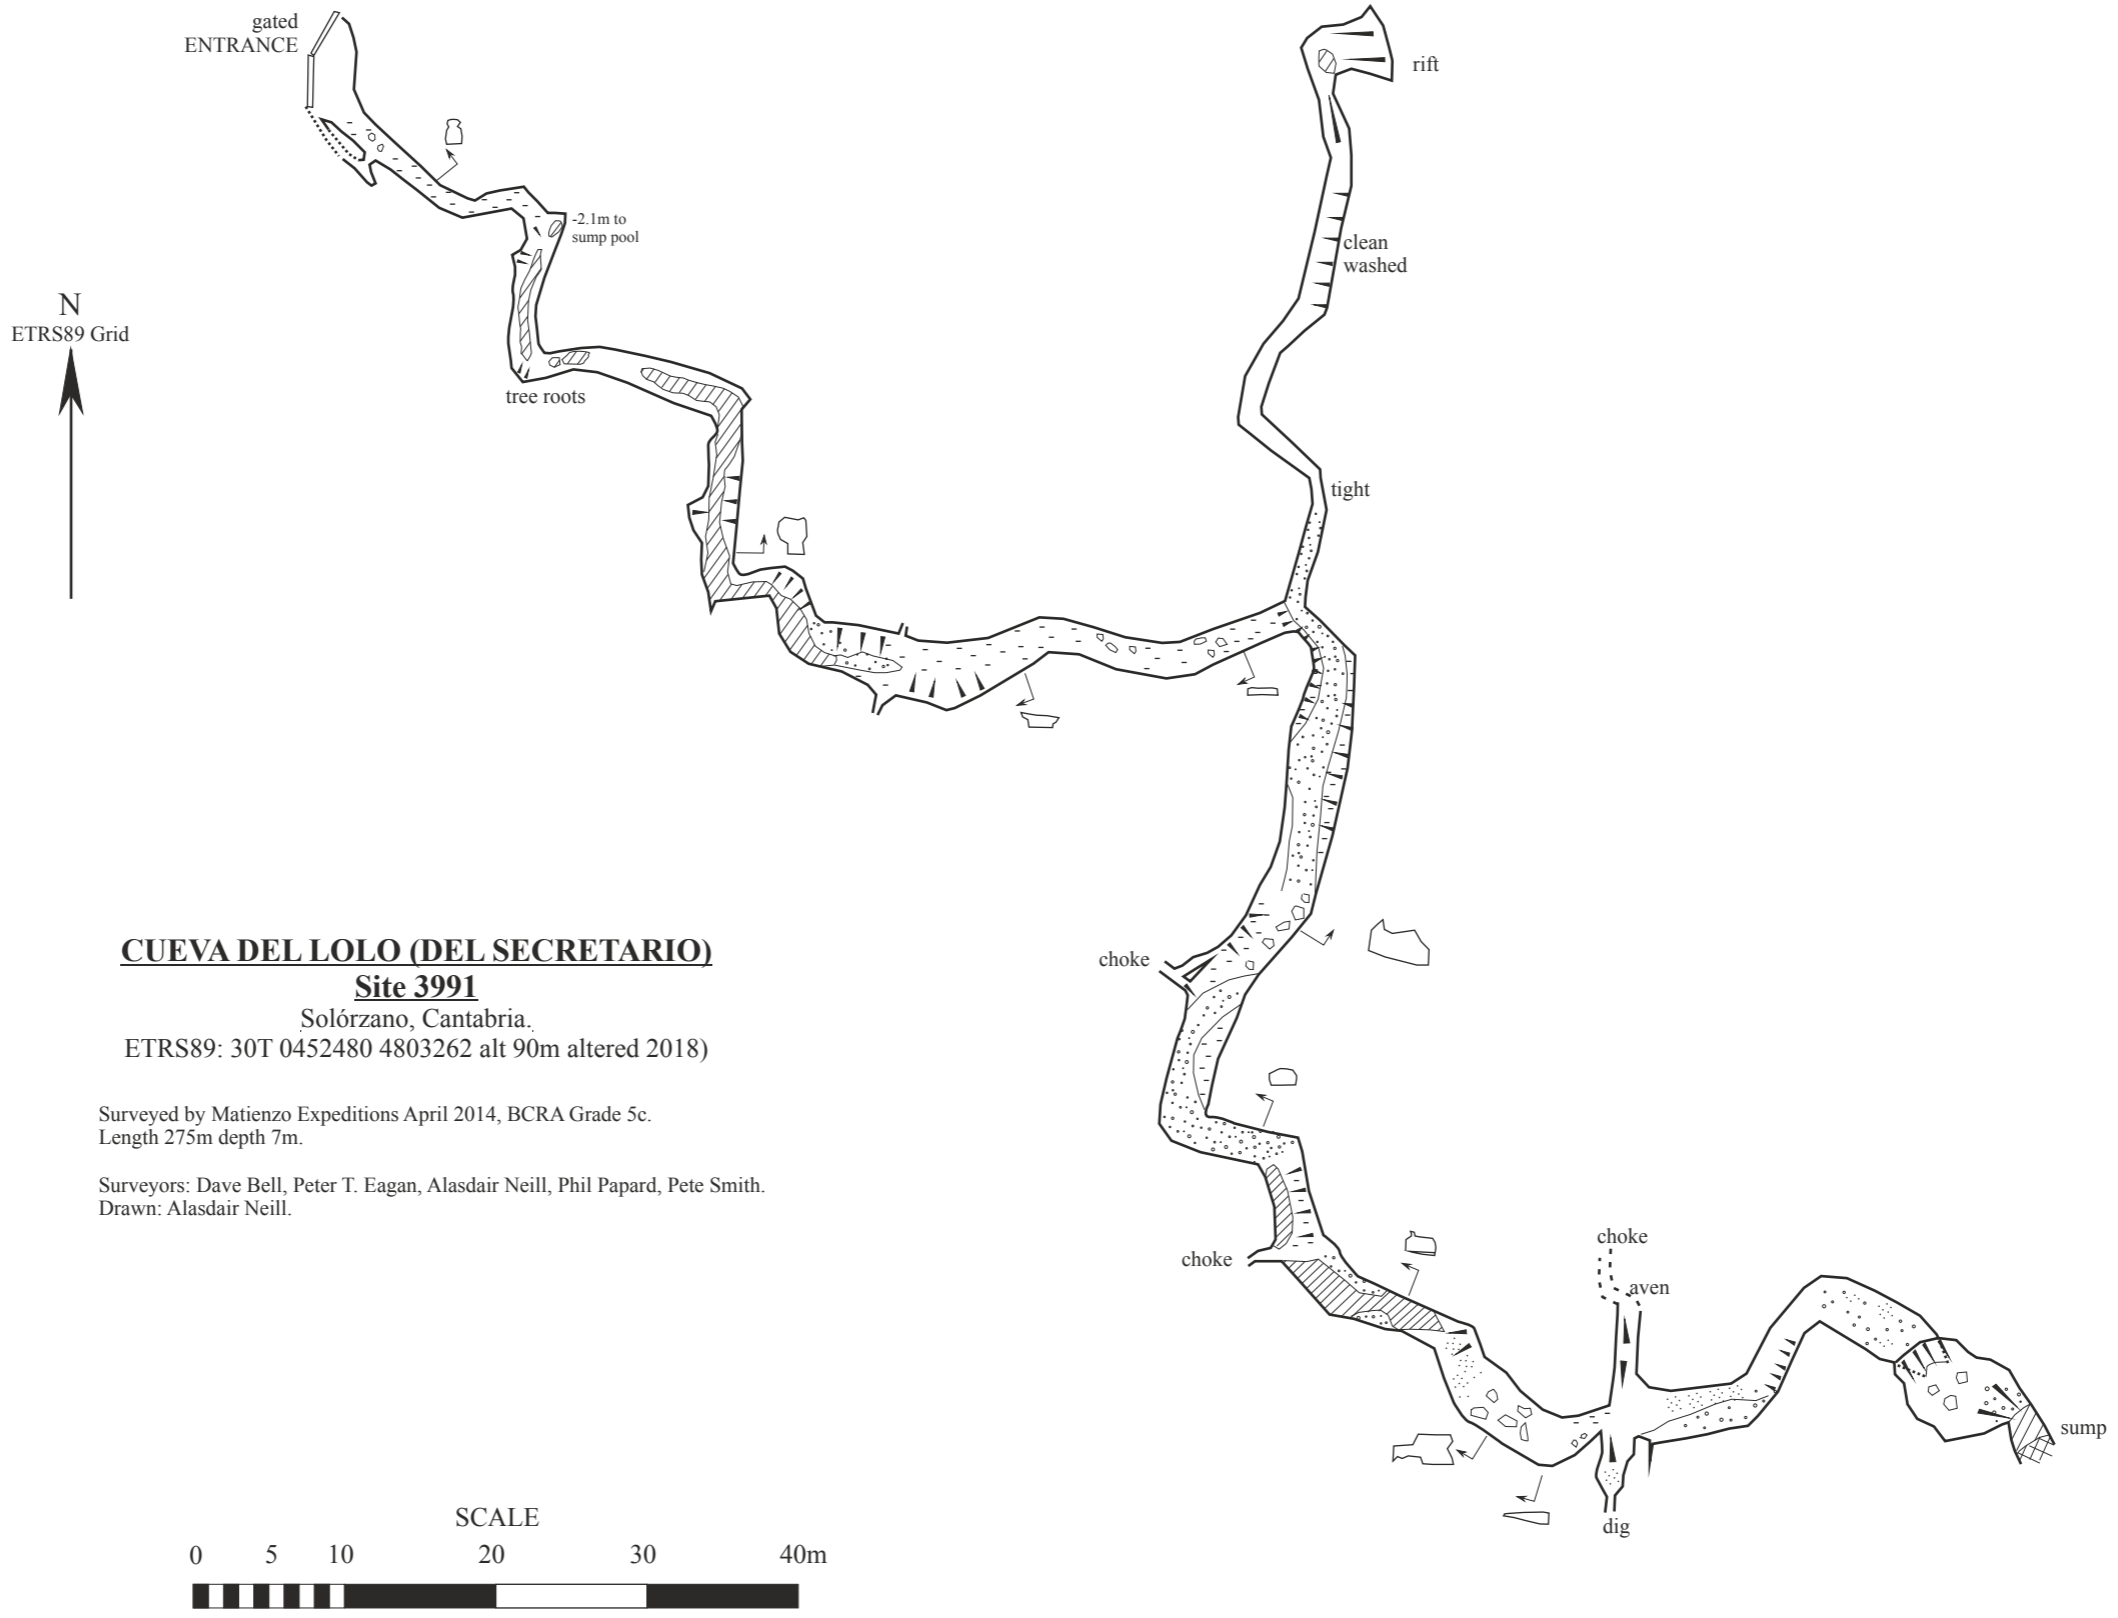 gated
ENTRANCE
rift
-2.1m to
sump pool
clean
washed
N
ETRS89 Grid
tree roots
tight
CUEVA DEL LOLO (DEL SECRETARIO)
Site 3991
Solórzano, Cantabria.
ETRS89: 30T 0452480 4803262 alt 90m altered 2018)
choke
Surveyed by Matienzo Expeditions April 2014, BCRA Grade 5c.
Length 275m depth 7m.
Surveyors: Dave Bell, Peter T. Eagan, Alasdair Neill, Phil Papard, Pete Smith.
Drawn: Alasdair Neill.
choke
choke
aven
sump
dig
SCALE
0 5 10 20 30 40m